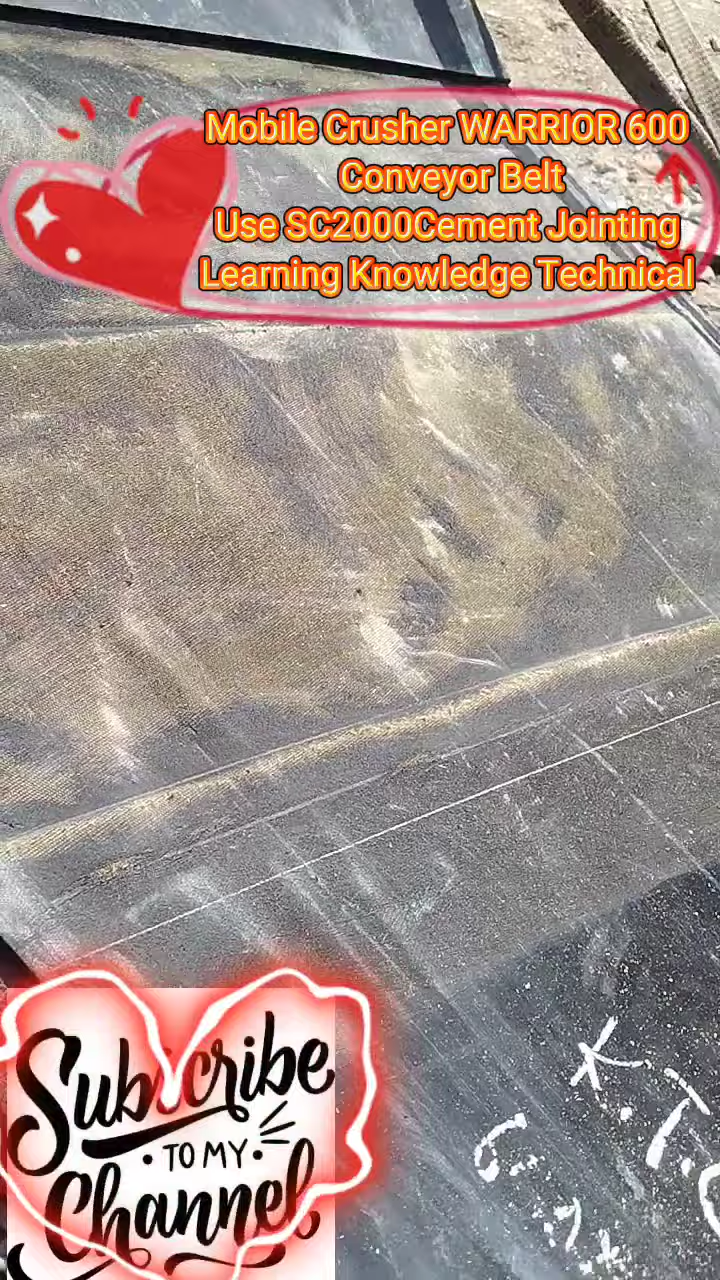 Mobile Crusher WARRIOR 600
Conveyor Belt
Use SC2000Cement Jointing
Learning Knowledge Technical
Subscribe
• TO MY •
Channel
K.T.